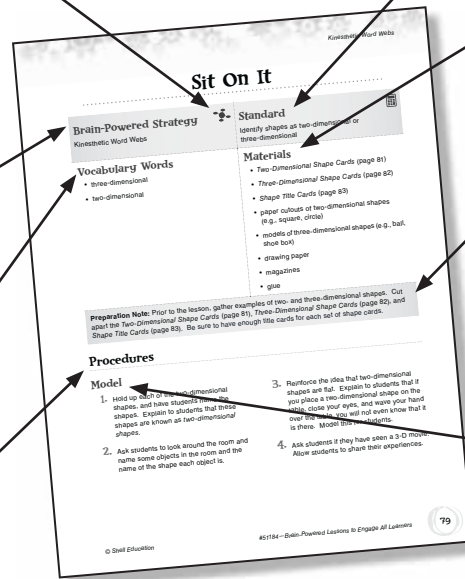 Kinesthetic Word Webs
Sit On It
Brain-Powered Strategy
Kinesthetic Word Webs
Standard
Identify shapes as two-dimensional or
three-dimensional
Vocabulary Words
• three-dimensional
• two-dimensional
Materials
• Two-Dimensional Shape Cards (page 81)
• Three-Dimensional Shape Cards (page 82)
• Shape Title Cards (page 83)
• paper cutouts of two-dimensional shapes
(e.g., square, circle)
• models of three-dimensional shapes (e.g., ball,
shoe box)
• drawing paper
• magazines
• glue
Preparation Note: Prior to the lesson, gather examples of two- and three-dimensional shapes. Cut
apart the Two-Dimensional Shape Cards (page 81), Three-Dimensional Shape Cards (page 82), and
Shape Title Cards (page 83). Be sure to have enough title cards for each set of shape cards.
Procedures
Model
1. Hold up each of the two-dimensional
shapes, and have students name the
shapes. Explain to students that these
shapes are known as two-dimensional
shapes.
2. Ask students to look around the room and
name some objects in the room and the
name of the shape each object is.
3. Reinforce the idea that two-dimensional
shapes are flat. Explain to students that if
you place a two-dimensional shape on the
table, close your eyes, and wave your hand
over the table, you will not even know that it
is there. Model this to students.
4. Ask students if they have seen a 3-D movie.
Allow students to share their experiences.
© Shell Education
#51184—Brain-Powered Lessons to Engage All Learners
79